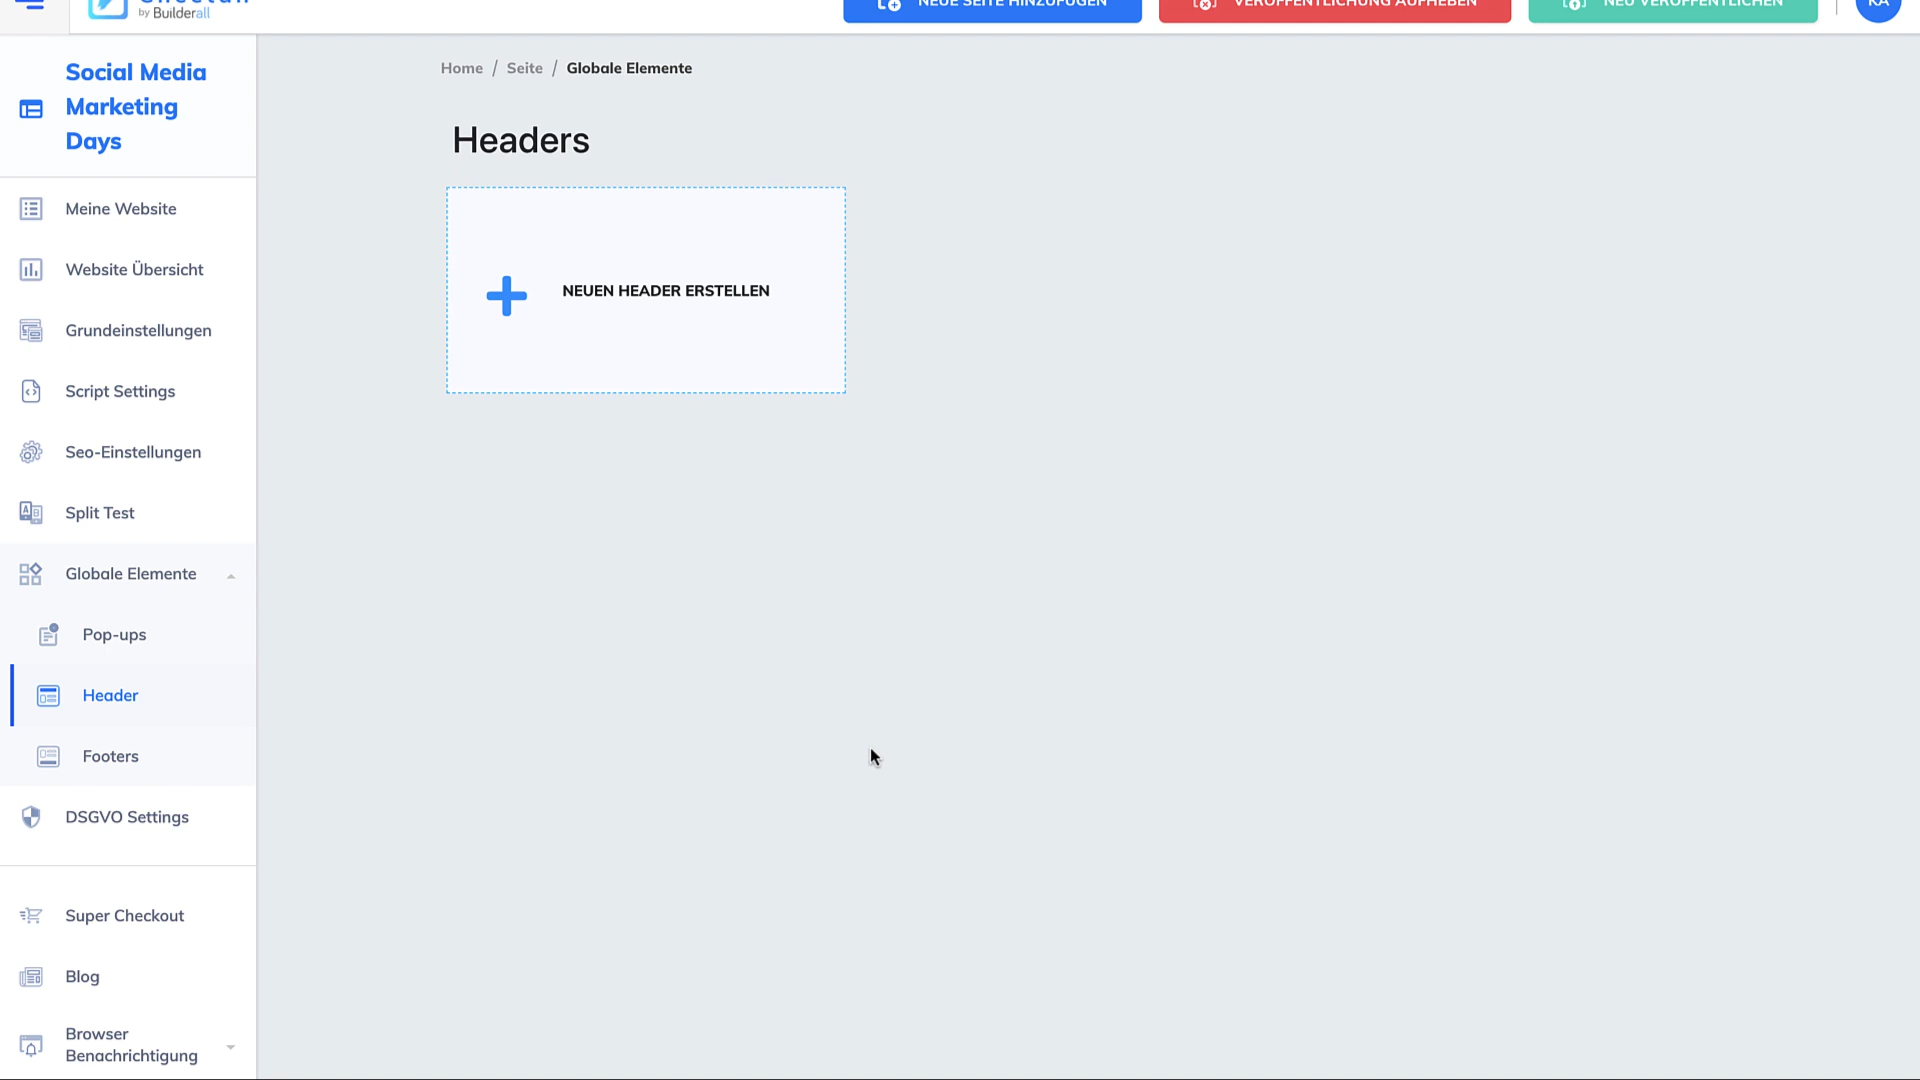 by Builderall
NEUE SEITE HINZUFÜGEN
VERÖFFENTLICHUNG AUFHEBEN
NEU VERÖFFENTLICHEN
KA
Social Media
Marketing
Days
Home / Seite / Globale Elemente
Headers
NEUEN HEADER ERSTELLEN
Meine Website
Website Übersicht
Grundeinstellungen
Script Settings
Seo-Einstellungen
Split Test
Globale Elemente
Pop-ups
Header
Footers
DSGVO Settings
Super Checkout
Blog
Browser
Benachrichtigung